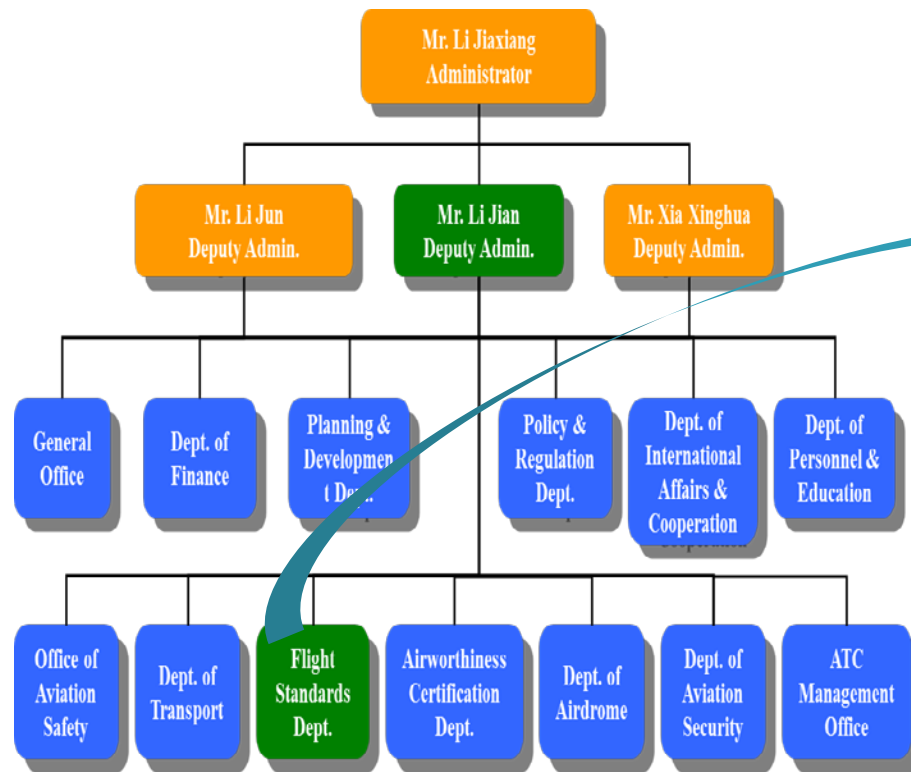 Mr. Li Jiaxiang
Administrator
Mr. Li Jun
Deputy Admin.
Mr. Li Jian
Deputy Admin.
Mr. Xia Xinghua
Deputy Admin.
General
Office
Dept. of
Finance
Planning &
Developmen
t Dept.
Policy &
Regulation
Dept.
Dept. of
International
Affairs &
Cooperation
Dept. of
Personnel &
Education
Office of
Aviation
Safety
Dept. of
Transport
Flight
Standards
Dept.
Airworthiness
Certification
Dept.
Dept. of
Airdrome
Dept. of
Aviation
Security
ATC
Management
Office